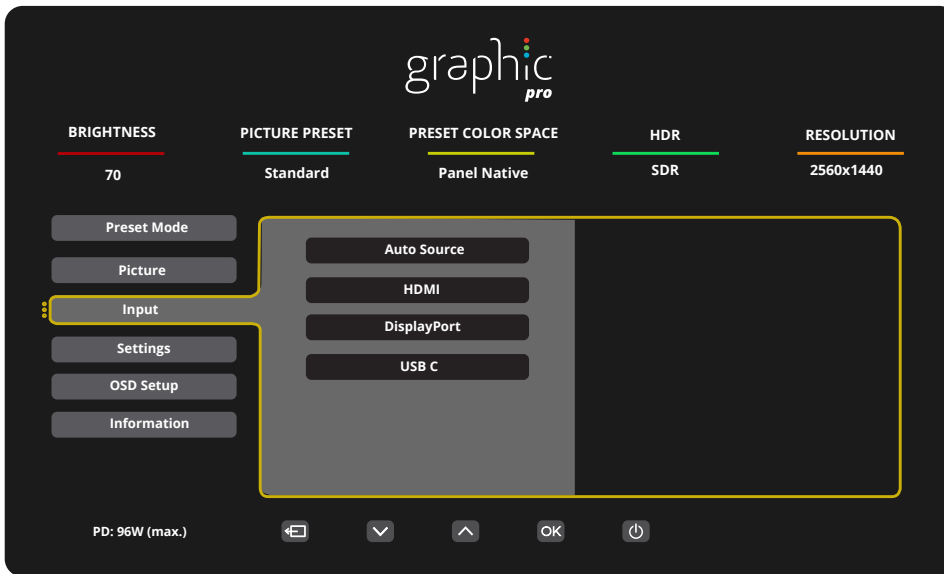 graphic
pro
BRIGHTNESS PICTURE PRESET PRESET COLOR SPACE HDR RESOLUTION
70 Standard Panel Native SDR 2560x1440
Preset Mode
Picture
Input
Settings
OSD Setup
Information
Auto Source
HDMI
DisplayPort
USB C
PD: 96W (max.) OK